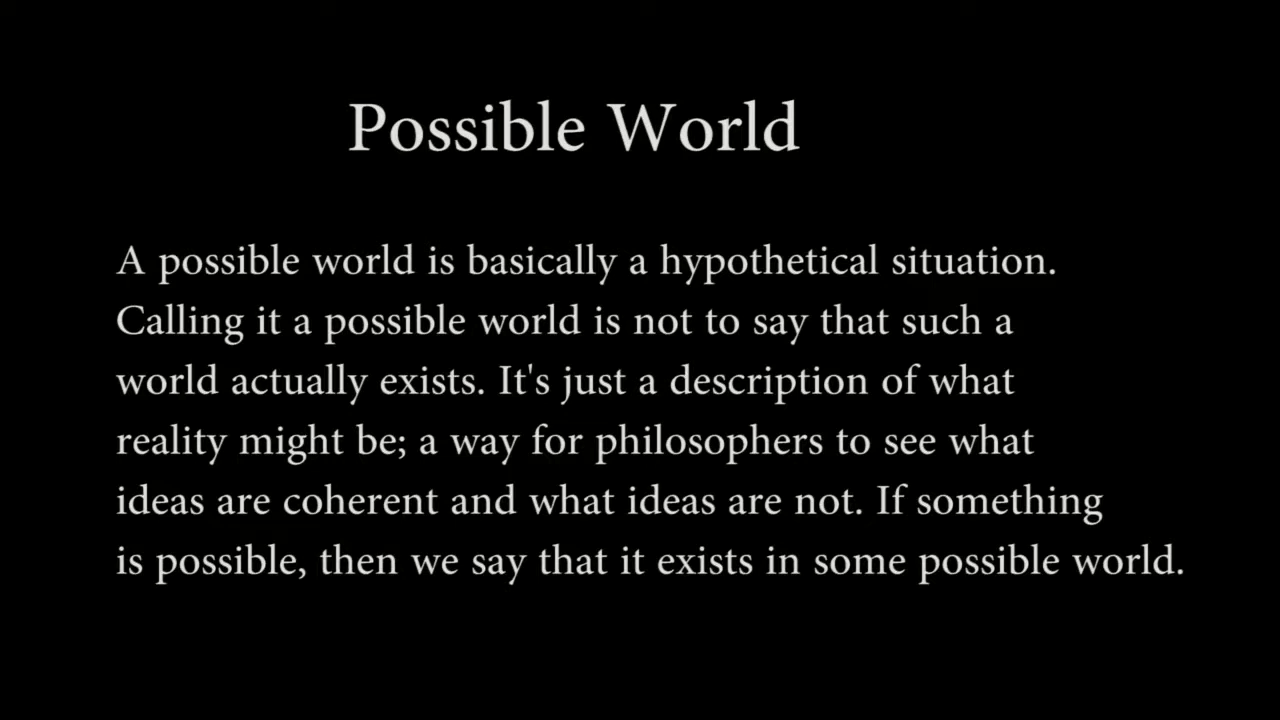 Possible World
A possible world is basically a hypothetical situation.
Calling it a possible world is not to say that such a
world actually exists. It's just a description of what
reality might be; a way for philosophers to see what
ideas are coherent and what ideas are not. If something
is possible, then we say that it exists in some possible world.